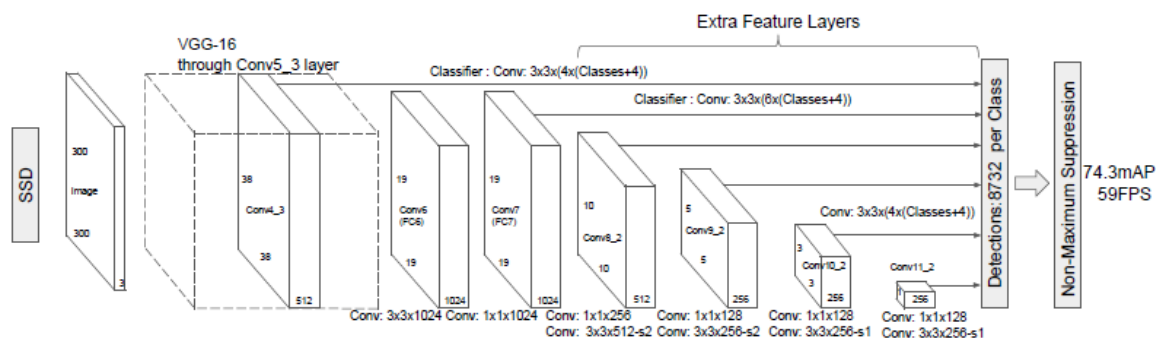 Extra Feature Layers
VGG-16
through Conv5_3 layer
Classifier : Conv: 3x3x(4x(Classes+4))
Classifier : Conv: 3x3x(6x(Classes+4))
SSD
300
Image
300
3
38
Conv4_3
38
512
19
Conv6
(FC6)
19
1024
19
Conv7
(FC7)
19
1024
10
Conv8_2
10
512
5
Conv9_2
5
256
Conv: 3x3x(4x(Classes+4))
3
Conv10_2
3
256
Conv11_2
1
256
Detections:8732 per Class
Non-Maximum Suppression
74.3mAP
59FPS
Conv: 3x3x1024
Conv: 1x1x1024
Conv: 1x1x256
Conv: 3x3x512-s2
Conv: 1x1x128
Conv: 3x3x256-s2
Conv: 1x1x128
Conv: 3x3x256-s1
Conv: 1x1x128
Conv: 3x3x256-s1